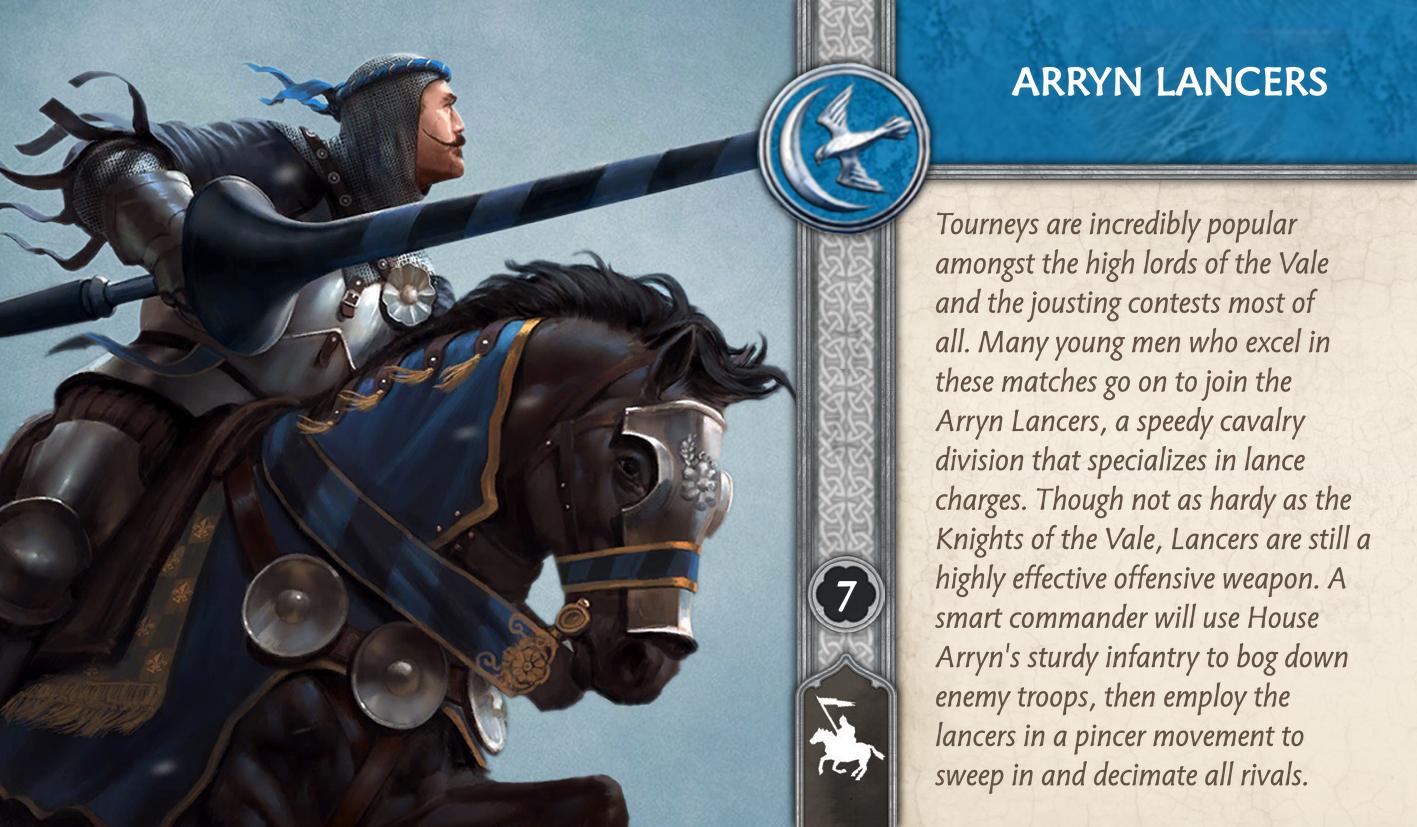 ARRYN LANCERS
Tourneys are incredibly popular
amongst the high lords of the Vale
and the jousting contests most of
all. Many young men who excel in
these matches go on to join the
Arryn Lancers, a speedy cavalry
division that specializes in lance
charges. Though not as hardy as the
Knights of the Vale, Lancers are still a
highly effective offensive weapon. A
smart commander will use House
Arryn's sturdy infantry to bog down
enemy troops, then employ the
lancers in a pincer movement to
sweep in and decimate all rivals.
7